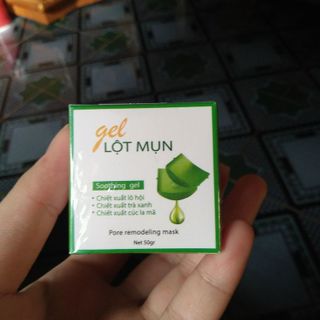 gel
LỘT MỤN
Soothing gel
• Chiết xuất lô hội
• Chiết xuất trà xanh
• Chiết xuất cúc la mã
Pore remodeling mask
Net 50gr